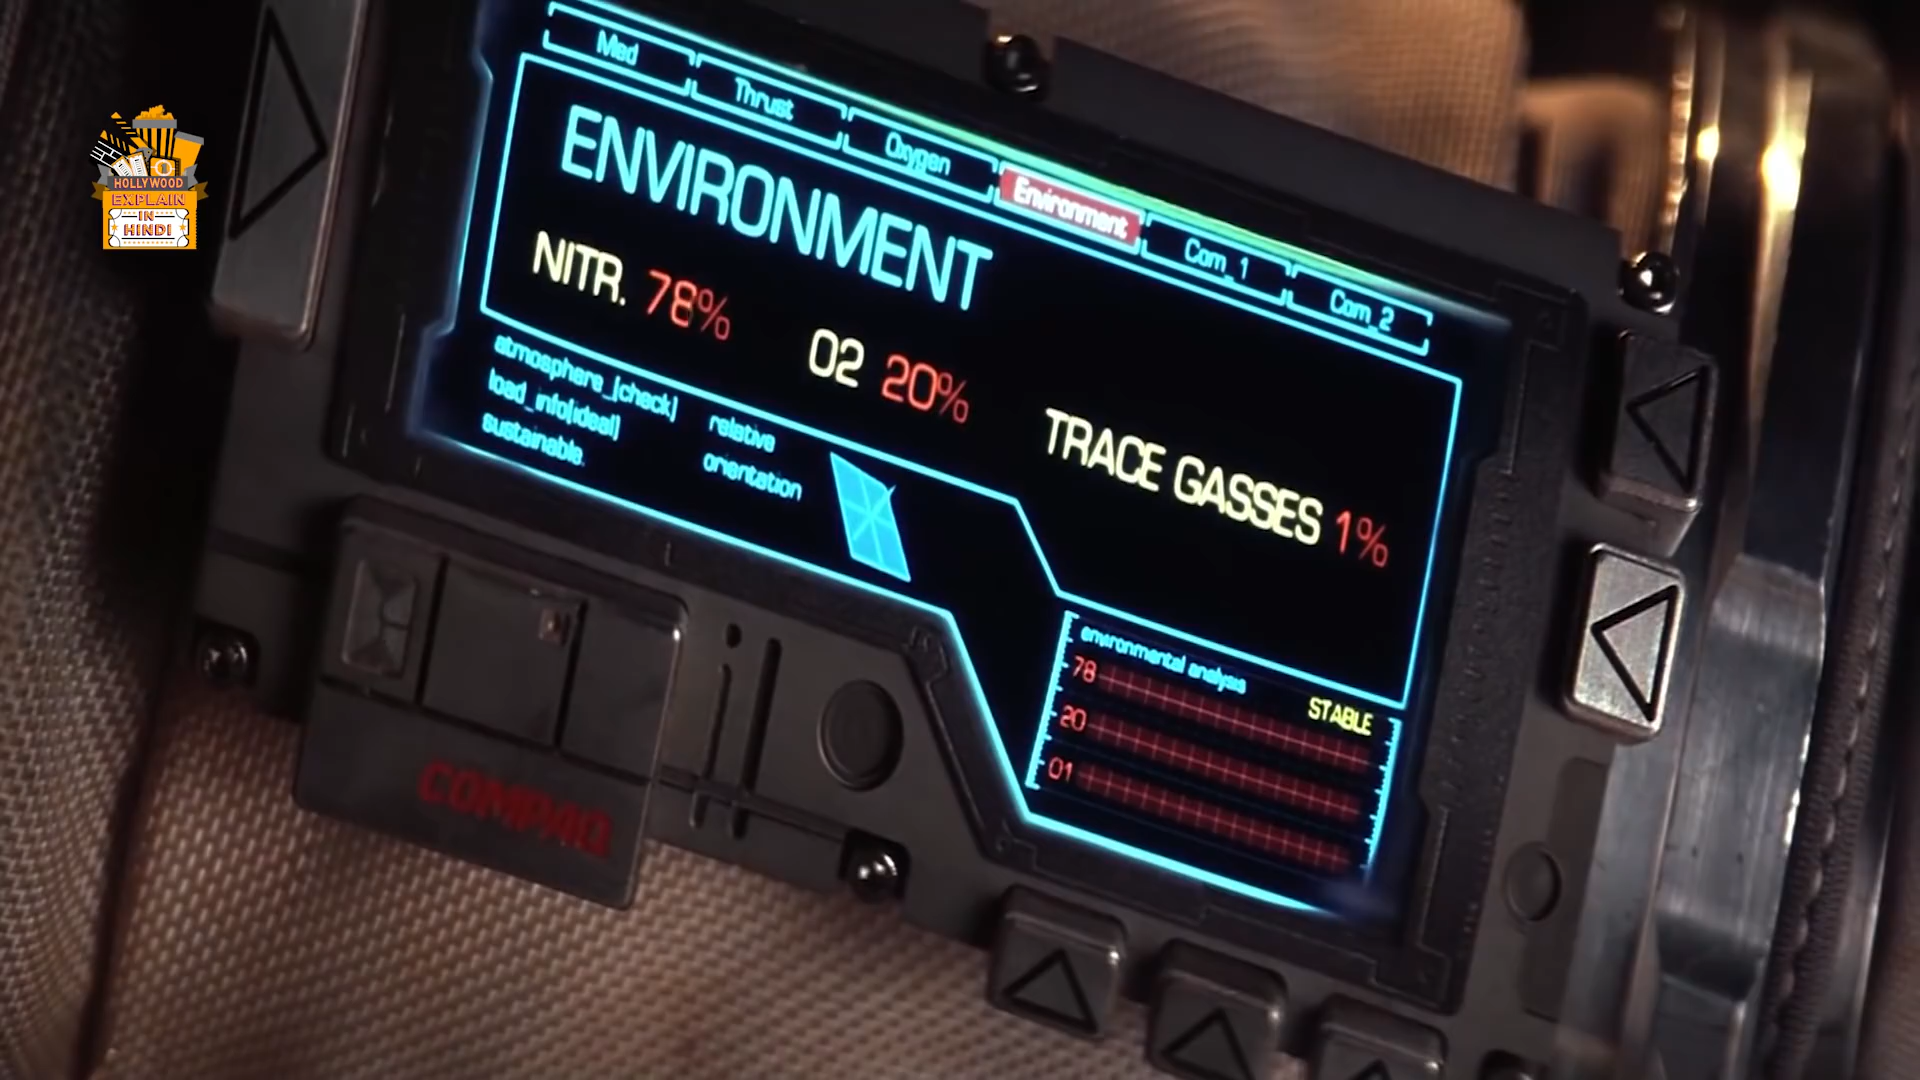 HOLLYWOOD
EXPLAIN
IN
HINDI
Med Thrust Oxygen Environment Com_1 Com_2
ENVIRONMENT
NITR. 78% O2 20% TRACE GASSES 1%
atmosphere_[check]
load_info[ideal]
sustainable.
relative
orientation
environmental analysis
STABLE
78
20
01
COMPAQ